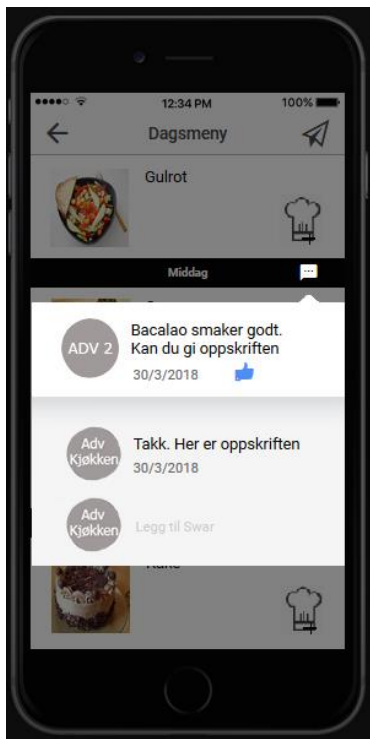 12:34 PM
100%
Dagsmeny
Gulrot
Middag
ADV 2
Bacalao smaker godt.
Kan du gi oppskriften
30/3/2018
Adv
Kjøkken
Takk. Her er oppskriften
30/3/2018
Adv
Kjøkken
Legg til Swar